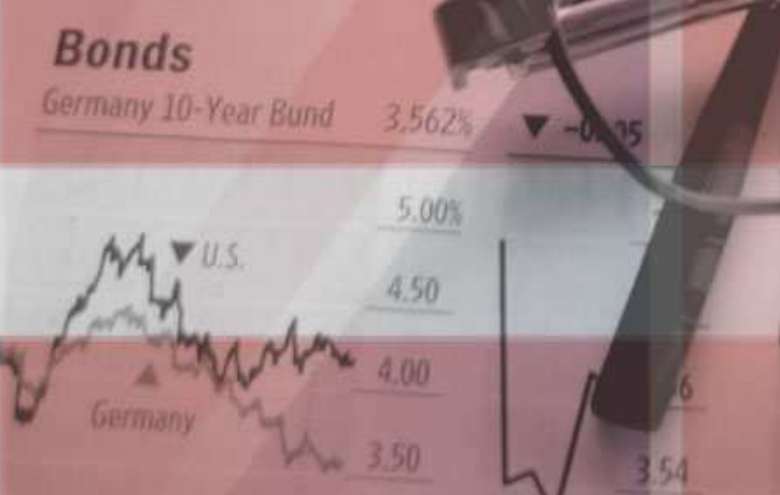 Bonds
Germany 10-Year Bund 3.562% ▼
5.00%
▼ U.S.
4.50
4.00
Germany
3.50
3.54